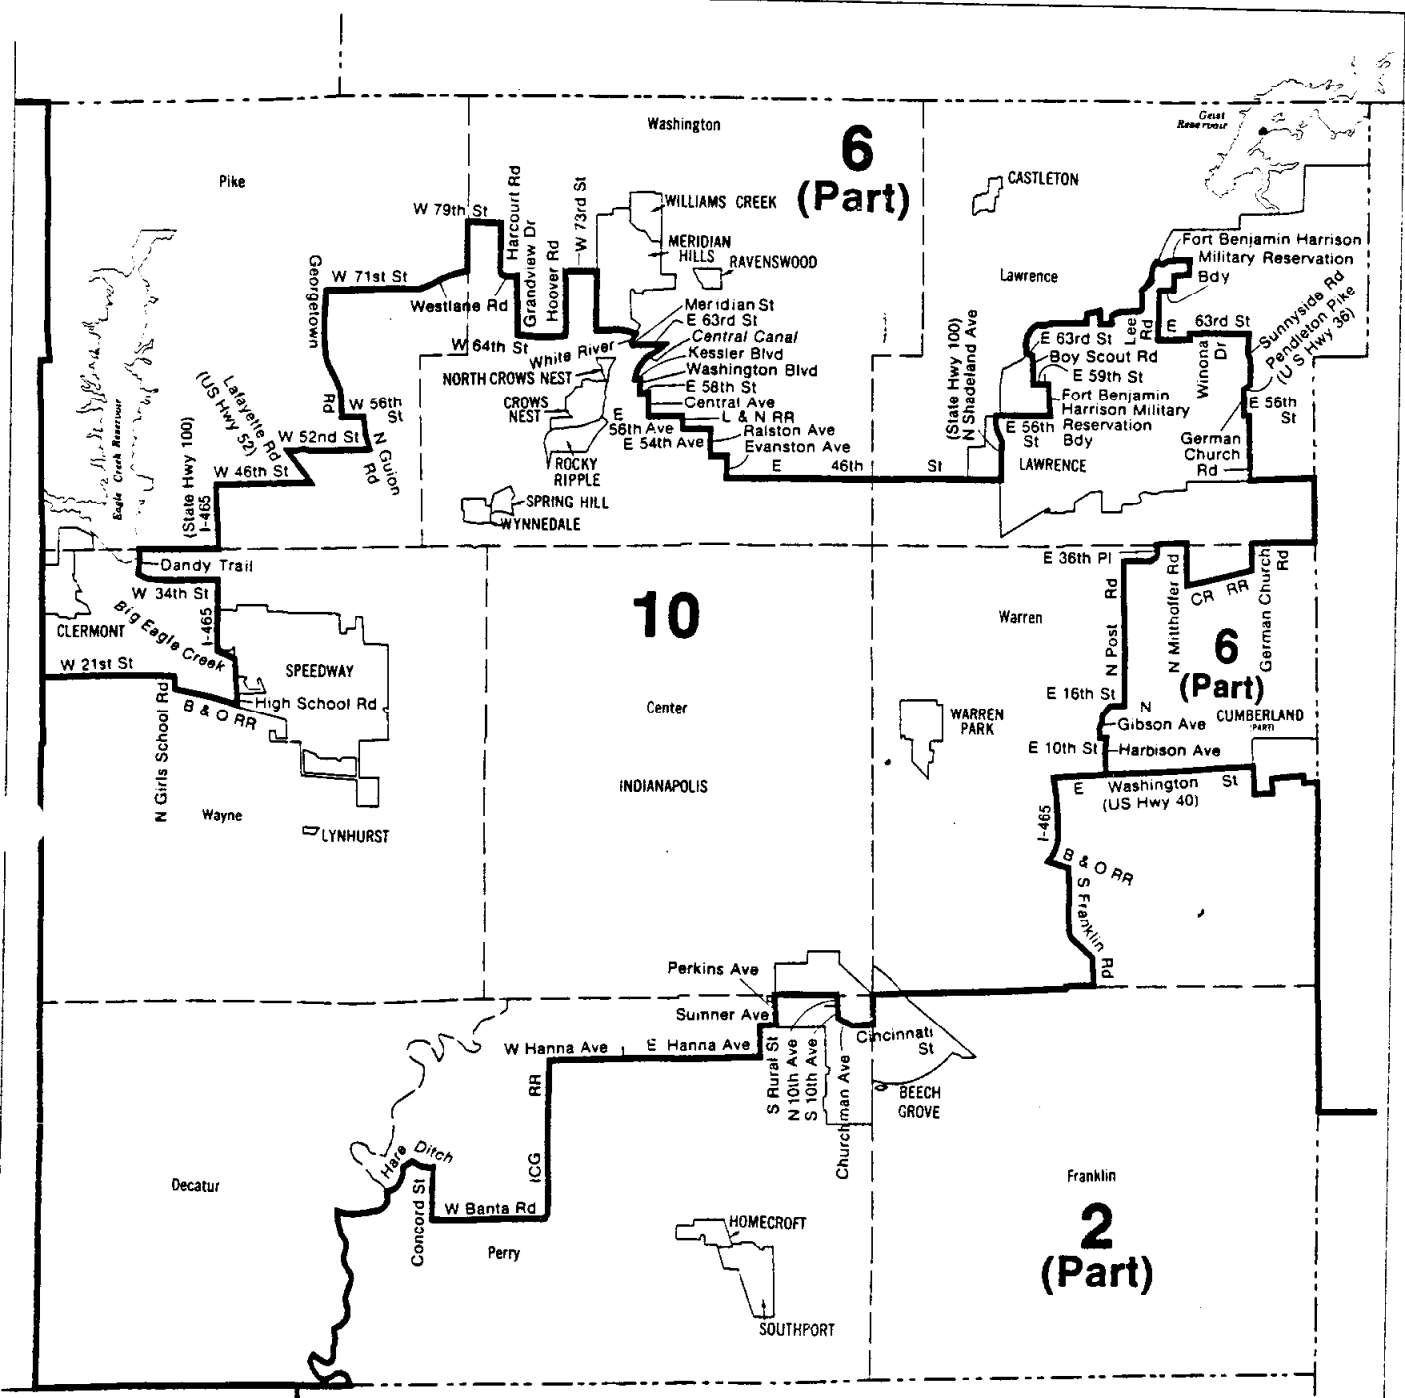 Washington
6
(Part)
Geist
Reservoir
Pike
CASTLETON
W 79th St
Harcourt Rd
Grandview Dr
Hoover Rd
W 73rd St
WILLIAMS CREEK
MERIDIAN
HILLS
RAVENSWOOD
Fort Benjamin Harrison
Military Reservation
Bdy
Georgetown
Rd
W 71st St
Westlane Rd
Lawrence
Sunnyside Rd
Pendleton Pike
(U S Hwy 36)
Meridian St
E 63rd St
Central Canal
Kessler Blvd
Washington Blvd
E 58th St
Central Ave
L & N RR
Ralston Ave
Evanston Ave
W 64th St
White River
NORTH CROWS NEST
CROWS
NEST
E
56th Ave
E 54th Ave
(State Hwy 100)
N Shadeland Ave
E 63rd St
Lee
Rd
E 63rd St
Winona
Dr
Boy Scout Rd
E 59th St
Fort Benjamin
Harrison Military
Reservation
Bdy
E 56th
St
E 56th
St
German
Church
Rd
LAWRENCE
Lafayette Rd
(US Hwy 52)
W 56th
St
W 52nd St
N Guion
Rd
W 46th St
(State Hwy 100)
I-465
Eagle Creek Reservoir
ROCKY
RIPPLE
SPRING HILL
WYNNEDALE
E 46th St
Dandy Trail
W 34th St
I-465
Big Eagle Creek
CLERMONT
W 21st St
SPEEDWAY
High School Rd
B & O RR
N Girls School Rd
Wayne
LYNHURST
10
Center
INDIANAPOLIS
Warren
E 36th Pl
N Post Rd
N Mitthoffer Rd
CR RR
German Church
Rd
6
(Part)
E 16th St
N
Gibson Ave
CUMBERLAND
(PART)
WARREN
PARK
E 10th St
Harbison Ave
E Washington St
(US Hwy 40)
I-465
B & O RR
S Franklin
Rd
Perkins Ave
Sumner Ave
W Hanna Ave
E Hanna Ave
S Rural St
N 10th Ave
S 10th Ave
Churchman Ave
Cincinnati
St
BEECH
GROVE
ICG RR
Hare Ditch
Concord St
W Banta Rd
Decatur
Perry
HOMECROFT
SOUTHPORT
Franklin
2
(Part)